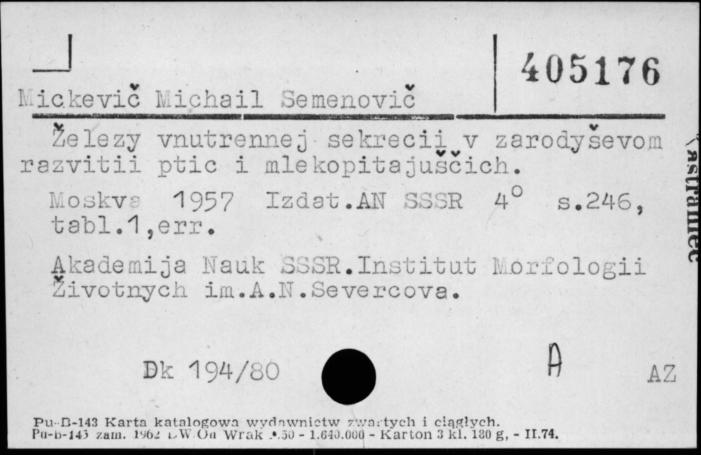 405176
Mickevič Michail Semenovič
Železy vnutrennej sekrecii v zarodyševom
razvitii ptic i mlekopitajuščich.
Moskva 1957 Izdat.AN SSSR 4° s.246,
tabl.1,err.
Akademija Nauk SSSR.Institut Morfologii
Životnych im.A.N.Severcova.
Dk 194/80
A
AZ
Pu-B-143 Karta katalogowa wydawnictw zwartych i ciągłych.
Pu-b-143 zam. 1962 Wrak - 1.640.000 - Karton 3 kl. 180 g, - II.74.